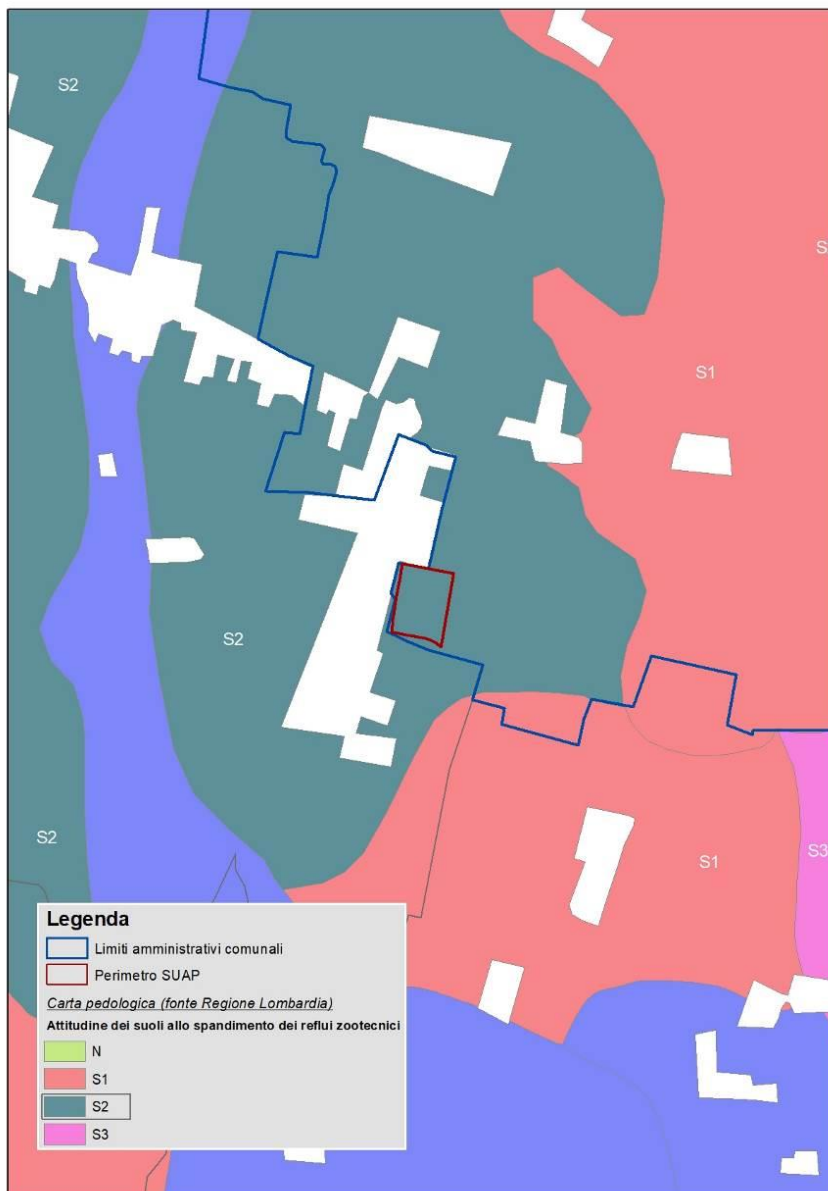 S2
S
S1
S2
S2
S3
S1
Legenda
Limiti amministrativi comunali
Perimetro SUAP
Carta pedologica (fonte Regione Lombardia)
Attitudine dei suoli allo spandimento dei reflui zootecnici
N
S1
S2
S3